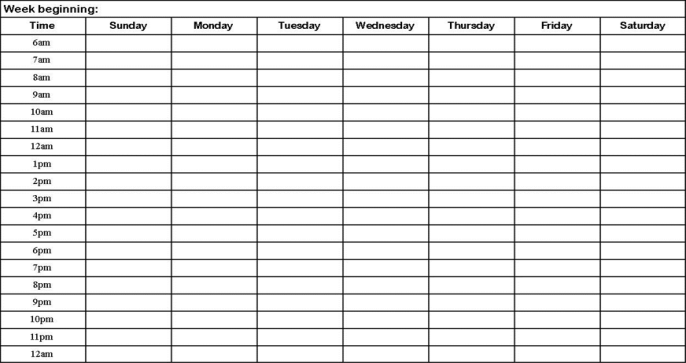 Week beginning:
Time Sunday Monday Tuesday Wednesday Thursday Friday Saturday
6am
7am
8am
9am
10am
11am
12am
1pm
2pm
3pm
4pm
5pm
6pm
7pm
8pm
9pm
10pm
11pm
12am